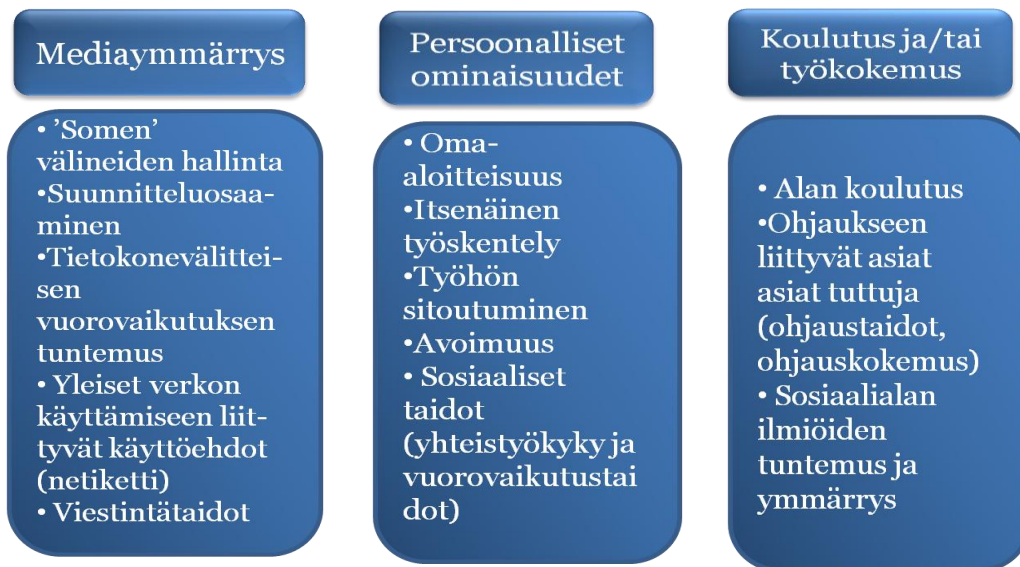 Mediaymmärrys
• ’Somen’
välineiden hallinta
•Suunnitteluosaa-
minen
•Tietokonevälittei-
sen
vuorovaikutuksen
tuntemus
• Yleiset verkon
käyttämiseen liit-
tyvät käyttöehdot
(netiketti)
• Viestintätaidot
Persoonalliset
ominaisuudet
• Oma-
aloitteisuus
•Itsenäinen
työskentely
•Työhön
sitoutuminen
•Avoimuus
• Sosiaaliset
taidot
(yhteistyökyky ja
vuorovaikutustai
dot)
Koulutus ja/tai
työkokemus
• Alan koulutus
•Ohjaukseen
liittyvät asiat
asiat tuttuja
(ohjaustaidot,
ohjauskokemus)
• Sosiaalialan
ilmiöiden
tuntemus ja
ymmärrys